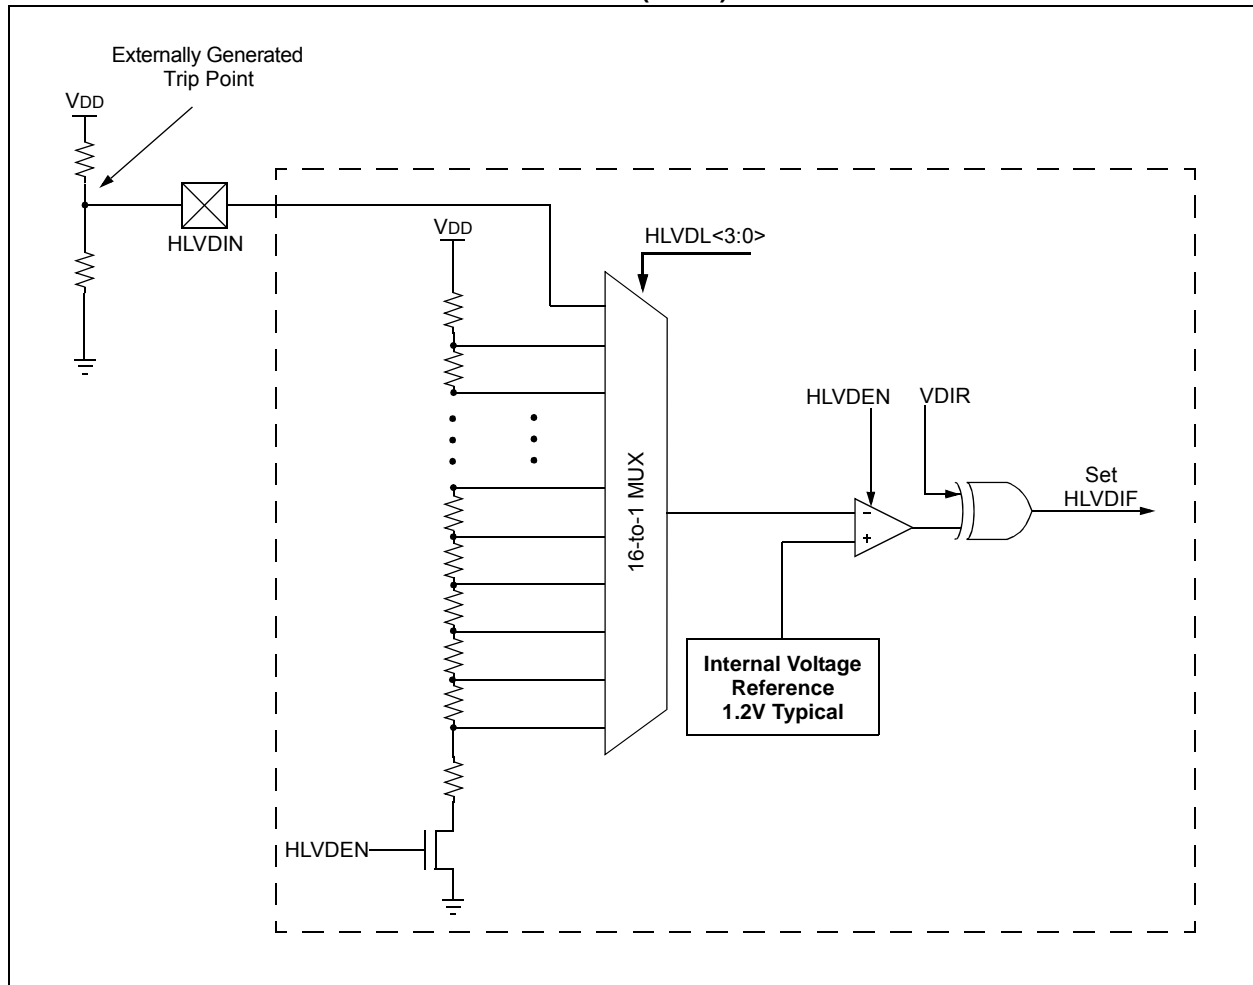 Externally Generated
Trip Point
VDD
HLVDIN
VDD
HLVDL<3:0>
16-to-1 MUX
HLVDEN
VDIR
-
+
Set
HLVDIF
Internal Voltage
Reference
1.2V Typical
HLVDEN